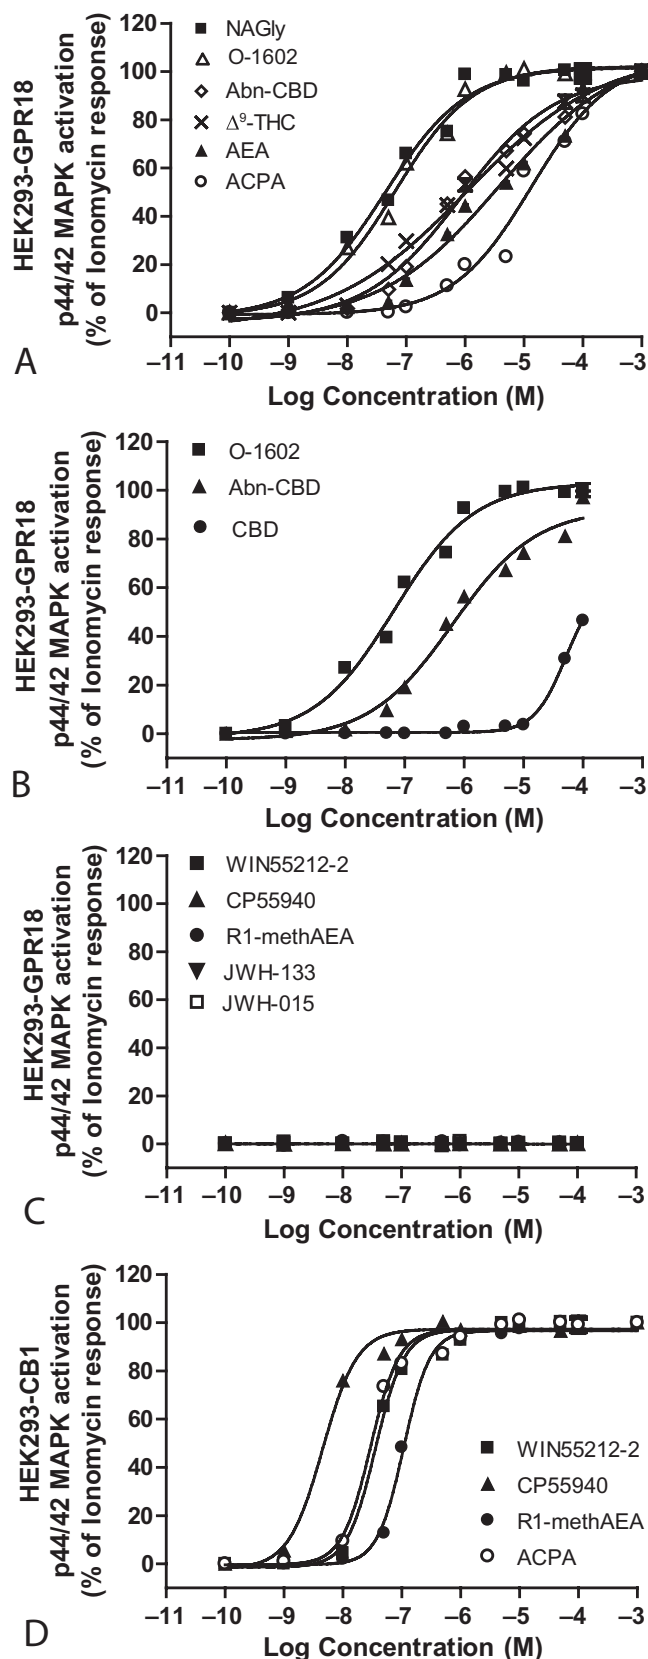 HEK293-GPR18
p44/42 MAPK activation
(% of Ionomycin response)
120
100
80
60
40
20
0
NAGly
O-1602
Abn-CBD
Δ⁹-THC
AEA
ACPA
–11 –10 –9 –8 –7 –6 –5 –4 –3
Log Concentration (M)
A
HEK293-GPR18
p44/42 MAPK activation
(% of Ionomycin response)
120
100
80
60
40
20
0
O-1602
Abn-CBD
CBD
–11 –10 –9 –8 –7 –6 –5 –4 –3
Log Concentration (M)
B
HEK293-GPR18
p44/42 MAPK activation
(% of Ionomycin response)
120
100
80
60
40
20
0
WIN55212-2
CP55940
R1-methAEA
JWH-133
JWH-015
–11 –10 –9 –8 –7 –6 –5 –4 –3
Log Concentration (M)
C
HEK293-CB1
p44/42 MAPK activation
(% of Ionomycin response)
120
100
80
60
40
20
0
WIN55212-2
CP55940
R1-methAEA
ACPA
–11 –10 –9 –8 –7 –6 –5 –4 –3
Log Concentration (M)
D